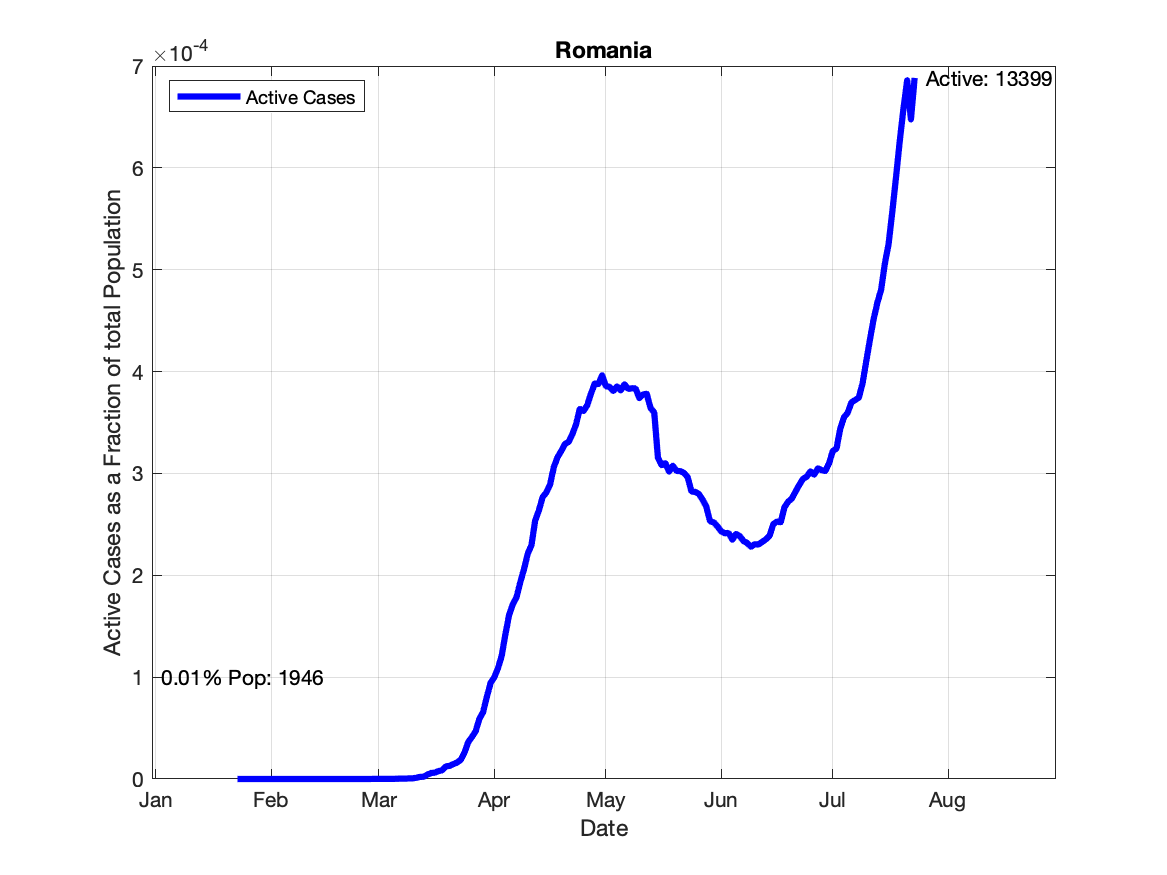 Romania
×10-4
7
6
5
4
3
2
1
0
Active Cases as a Fraction of total Population
Active Cases
Active: 13399
0.01% Pop: 1946
Jan Feb Mar Apr May Jun Jul Aug
Date